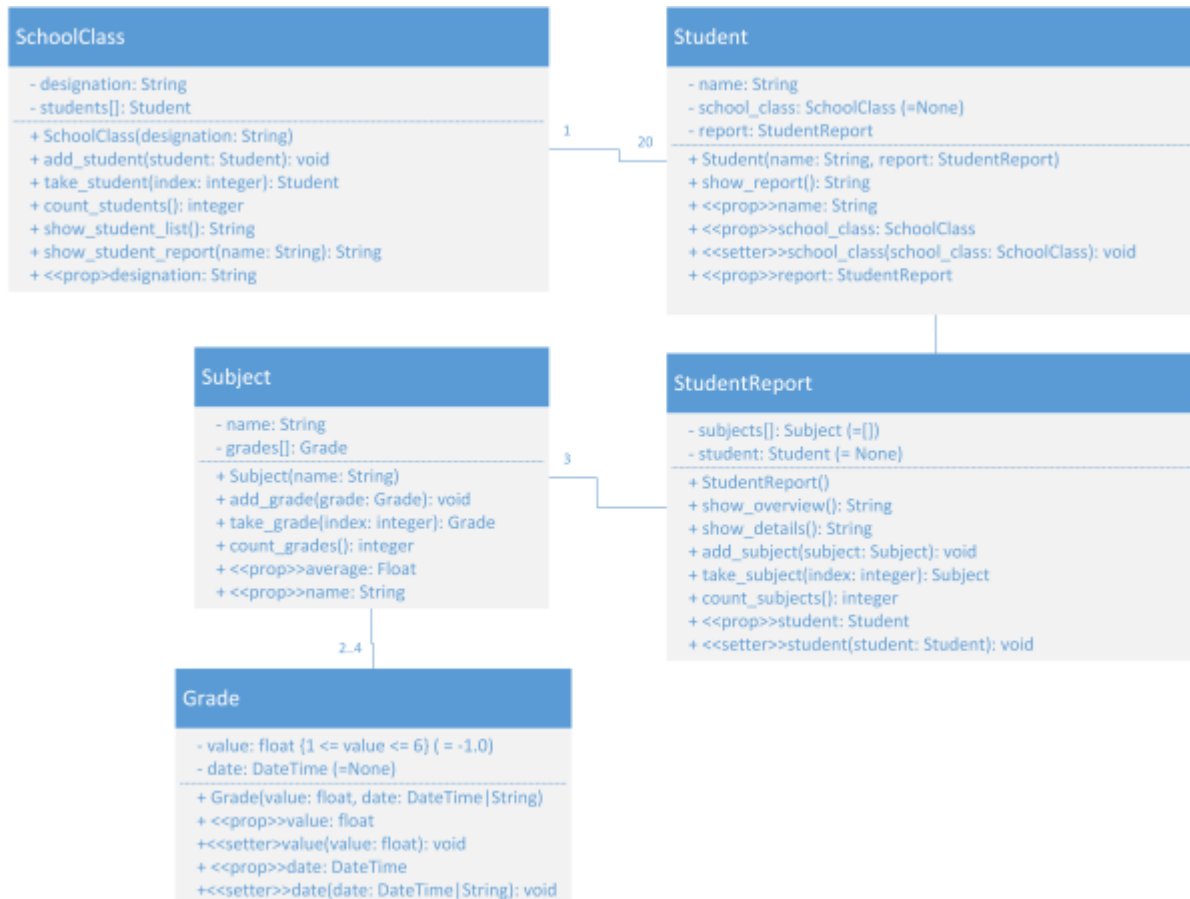 SchoolClass
- designation: String
- students[]: Student
+ SchoolClass(designation: String)
+ add_student(student: Student): void
+ take_student(index: integer): Student
+ count_students(): integer
+ show_student_list(): String
+ show_student_report(name: String): String
+ <<prop>designation: String
1
20
Student
- name: String
- school_class: SchoolClass (=None)
- report: StudentReport
+ Student(name: String, report: StudentReport)
+ show_report(): String
+ <<prop>>name: String
+ <<prop>>school_class: SchoolClass
+ <<setter>>school_class(school_class: SchoolClass): void
+ <<prop>>report: StudentReport
Subject
- name: String
- grades[]: Grade
+ Subject(name: String)
+ add_grade(grade: Grade): void
+ take_grade(index: integer): Grade
+ count_grades(): integer
+ <<prop>>average: Float
+ <<prop>>name: String
3
StudentReport
- subjects[]: Subject (=[])
- student: Student (= None)
+ StudentReport()
+ show_overview(): String
+ show_details(): String
+ add_subject(subject: Subject): void
+ take_subject(index: integer): Subject
+ count_subjects(): integer
+ <<prop>>student: Student
+ <<setter>>student(student: Student): void
2..4
Grade
- value: float {1 <= value <= 6} ( = -1.0)
- date: DateTime (=None)
+ Grade(value: float, date: DateTime|String)
+ <<prop>>value: float
+<<setter>value(value: float): void
+ <<prop>>date: DateTime
+<<setter>>date(date: DateTime|String): void